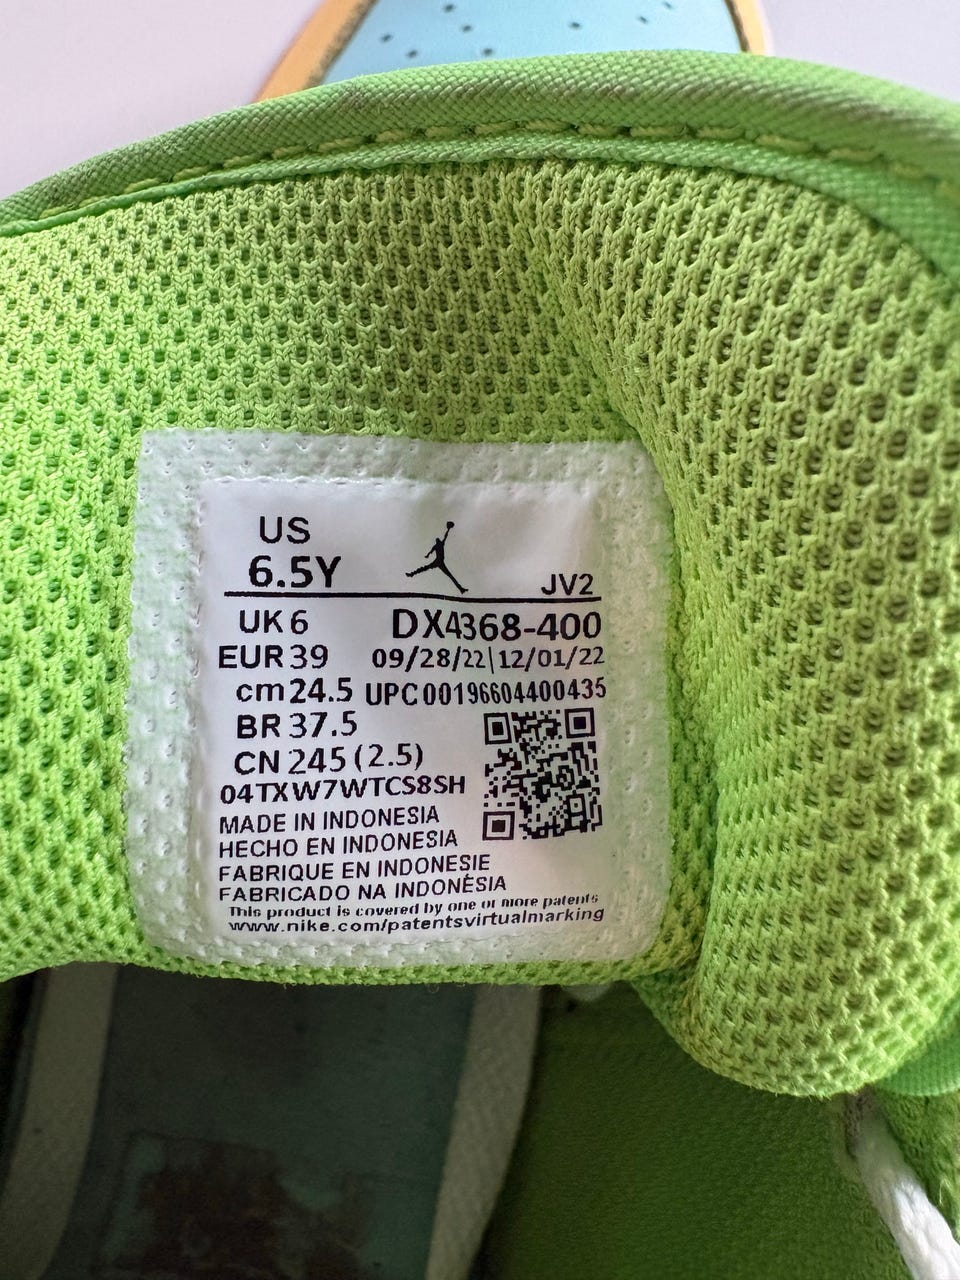 US
6.5Y
JV2
UK 6
DX4368-400
EUR 39
09/28/22|12/01/22
cm 24.5
UPC 00196604400435
BR 37.5
CN 245 (2.5)
04TXW7WTCS8SH
MADE IN INDONESIA
HECHO EN INDONESIA
FABRIQUE EN INDONESIE
FABRICADO NA INDONÉSIA
This product is covered by one or more patents
www.nike.com/patentsvirtualmarking